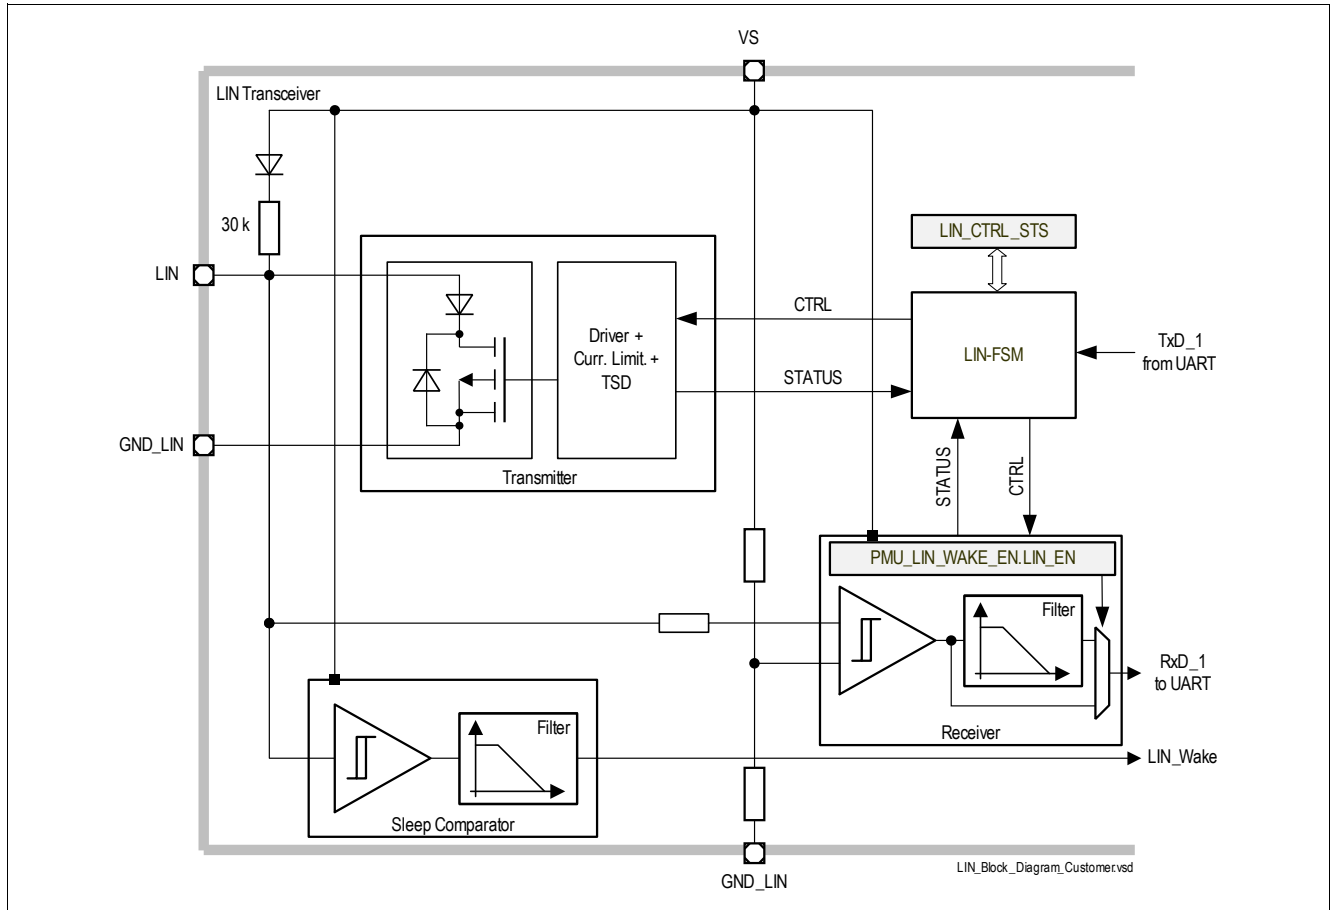 VS
LIN Transceiver
30 k
LIN_CTRL_STS
LIN
CTRL
Driver +
Curr. Limit. +
TSD
LIN-FSM
TxD_1
from UART
STATUS
GND_LIN
Transmitter
STATUS
CTRL
PMU_LIN_WAKE_EN.LIN_EN
Filter
RxD_1
to UART
Receiver
Filter
LIN_Wake
Sleep Comparator
GND_LIN
LIN_Block_Diagram_Customer.vsd